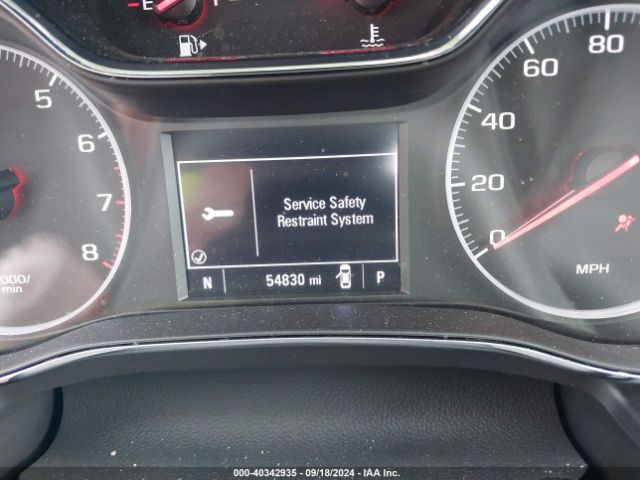 E
5
6
7
8
000/
min
Service Safety
Restraint System
N
54830 mi
P
0
20
40
60
80
MPH
000-40342935 - 09/18/2024 - IAA Inc.